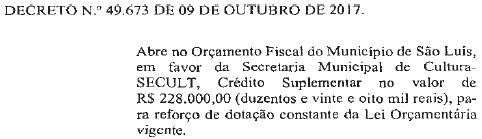 DECRETO N.º 49.673 DE 09 DE OUTUBRO DE 2017.
Abre no Orçamento Fiscal do Município de São Luís,
em favor da Secretaria Municipal de Cultura-
SECULT, Crédito Suplementar no valor de
R$ 228.000,00 (duzentos e vinte e oito mil reais), pa-
ra reforço de dotação constante da Lei Orçamentária
vigente.